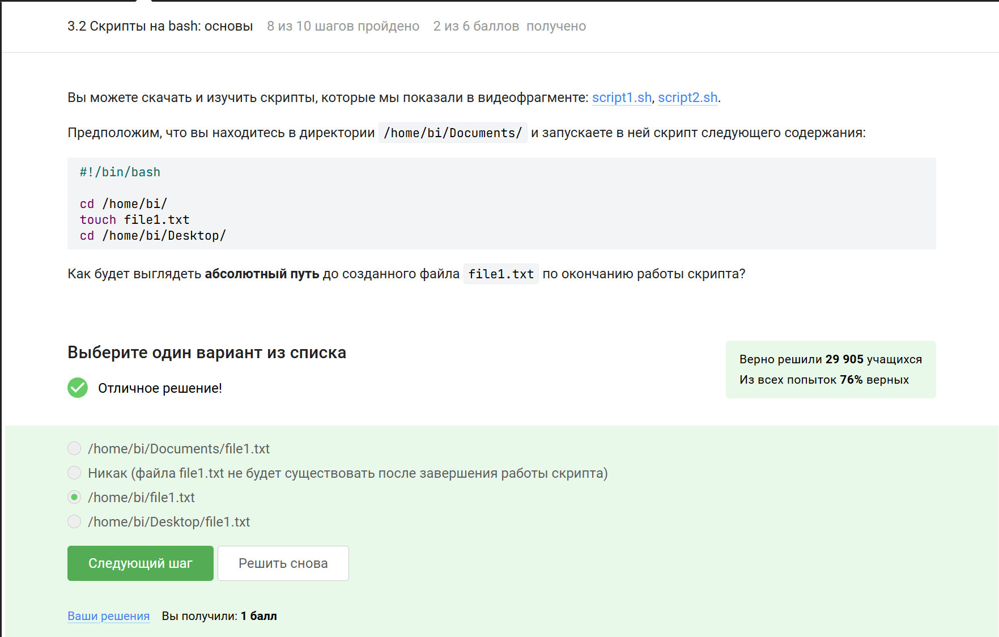 3.2 Скрипты на bash: основы 8 из 10 шагов пройдено 2 из 6 баллов получено
Вы можете скачать и изучить скрипты, которые мы показали в видеофрагменте: script1.sh, script2.sh.
Предположим, что вы находитесь в директории /home/bi/Documents/ и запускаете в ней скрипт следующего содержания:
#!/bin/bash
cd /home/bi/
touch file1.txt
cd /home/bi/Desktop/
Как будет выглядеть абсолютный путь до созданного файла file1.txt по окончанию работы скрипта?
Выберите один вариант из списка
Отличное решение!
Верно решили 29 905 учащихся
Из всех попыток 76% верных
/home/bi/Documents/file1.txt
Никак (файла file1.txt не будет существовать после завершения работы скрипта)
/home/bi/file1.txt
/home/bi/Desktop/file1.txt
Следующий шаг Решить снова
Ваши решения Вы получили: 1 балл